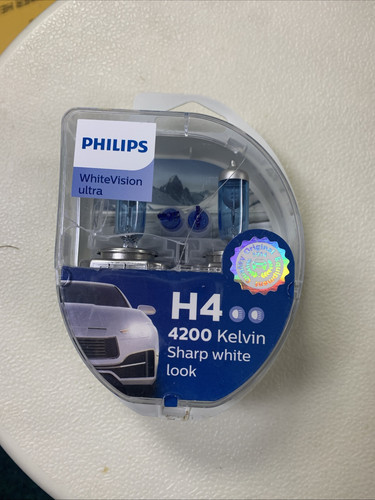 PHILIPS
WhiteVision
ultra
H4
4200 Kelvin
Sharp white
look